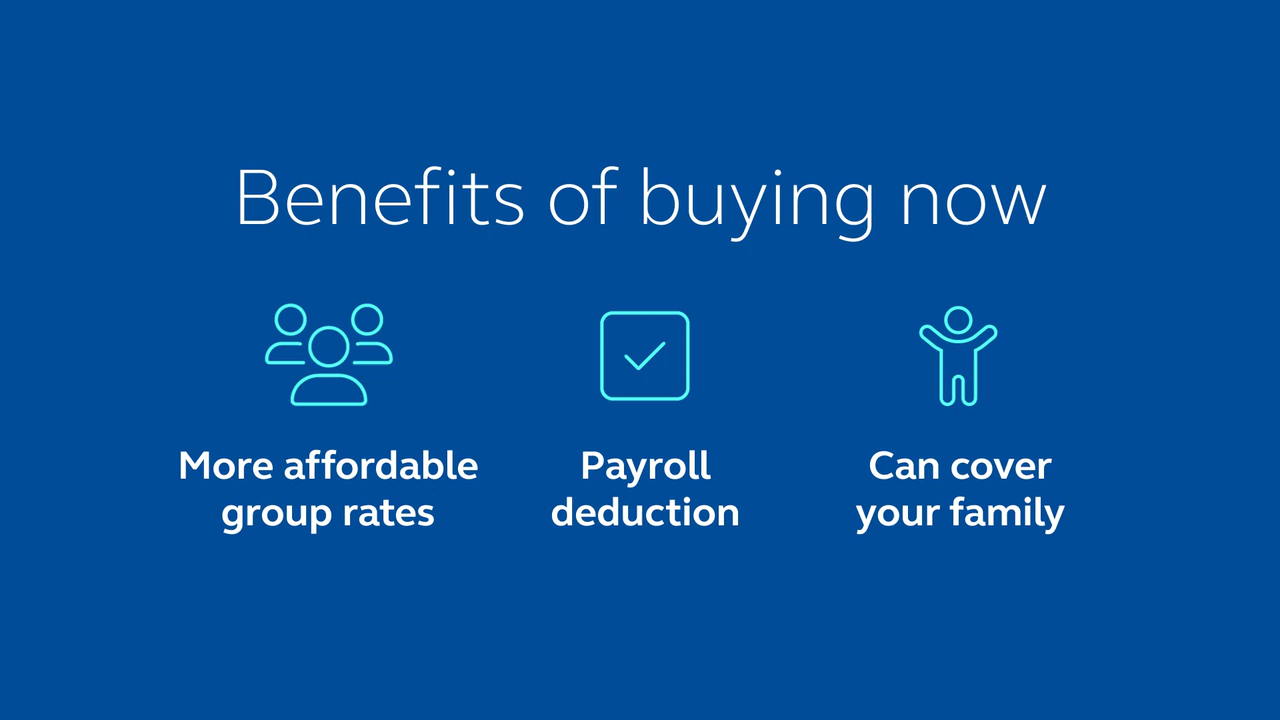 Benefits of buying now
More affordable
group rates
Payroll
deduction
Can cover
your family